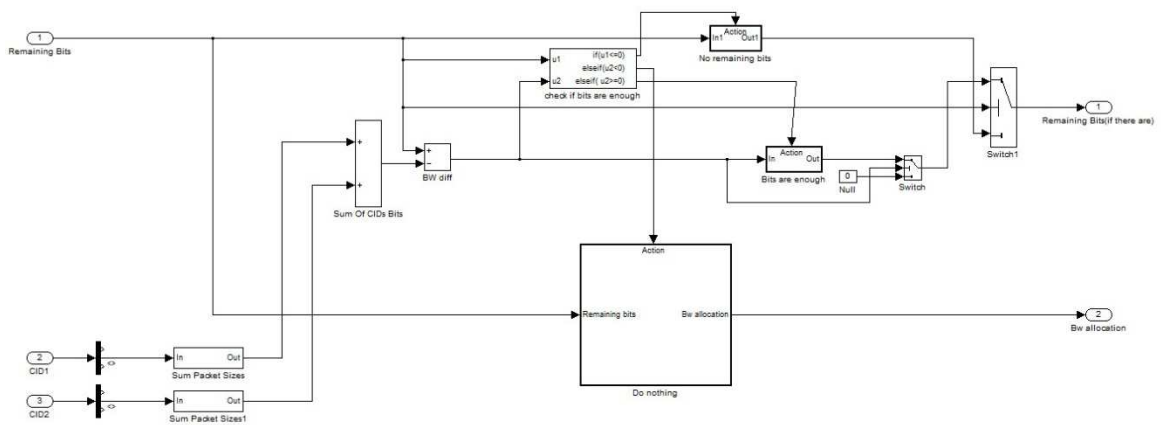 1
Remaining Bits
Action
In1
Out1
No remaining bits
u1
if(u1<=0)
elseif(u2<0)
u2
elseif( u2>=0)
check if bits are enough
1
Remaining Bits(if there are)
Switch1
+
+
Sum Of CIDs Bits
+
−
BW diff
Action
In
Out
Bits are enough
0
Null
Switch
Action
Remaining bits
Bw allocation
Do nothing
2
Bw allocation
2
CID1
<>
In
Out
Sum Packet Sizes
3
CID2
<>
In
Out
Sum Packet Sizes1